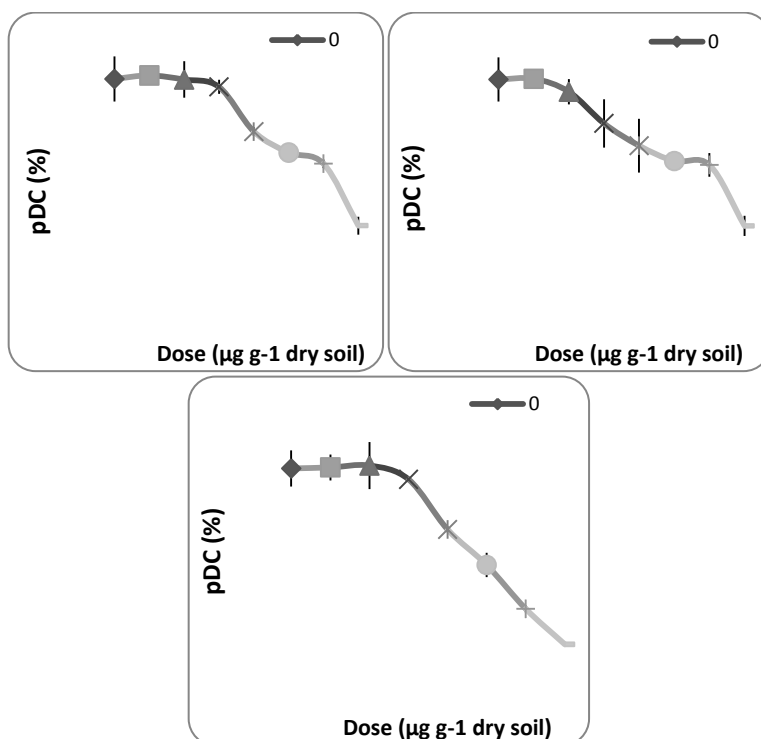 0
pDC (%)
Dose (µg g-1 dry soil)
0
pDC (%)
Dose (µg g-1 dry soil)
0
pDC (%)
Dose (µg g-1 dry soil)